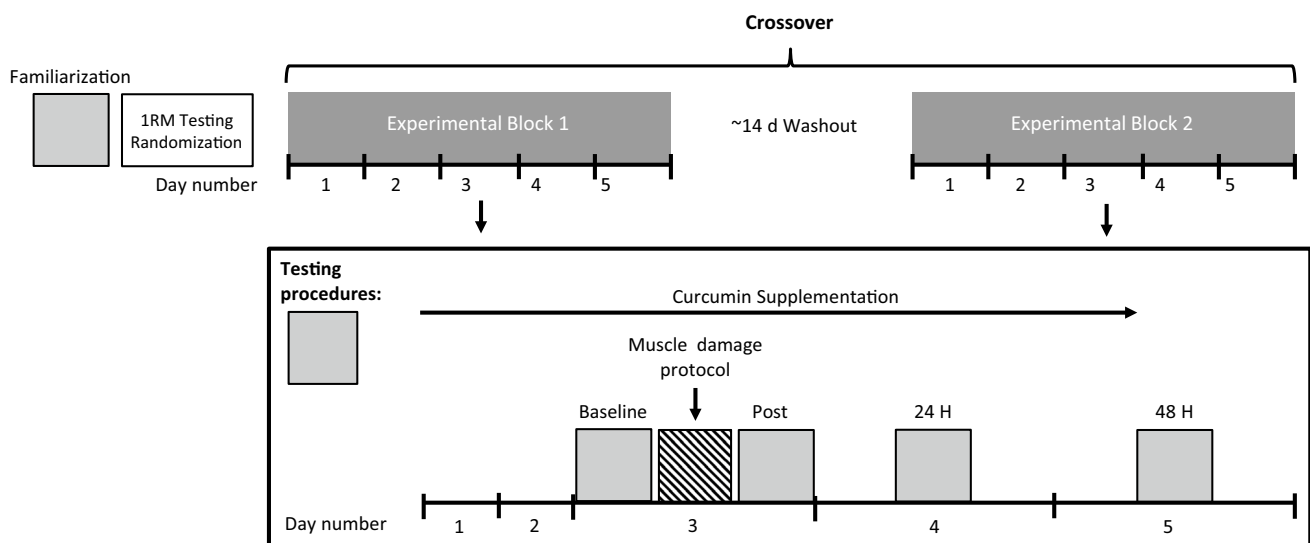 Crossover
Familiarization
1RM Testing
Randomization
Experimental Block 1
~14 d Washout
Experimental Block 2
Day number
1 2 3 4 5
1 2 3 4 5
Testing
procedures:
Curcumin Supplementation
Muscle damage
protocol
Baseline
Post
24 H
48 H
Day number
1 2 3 4 5